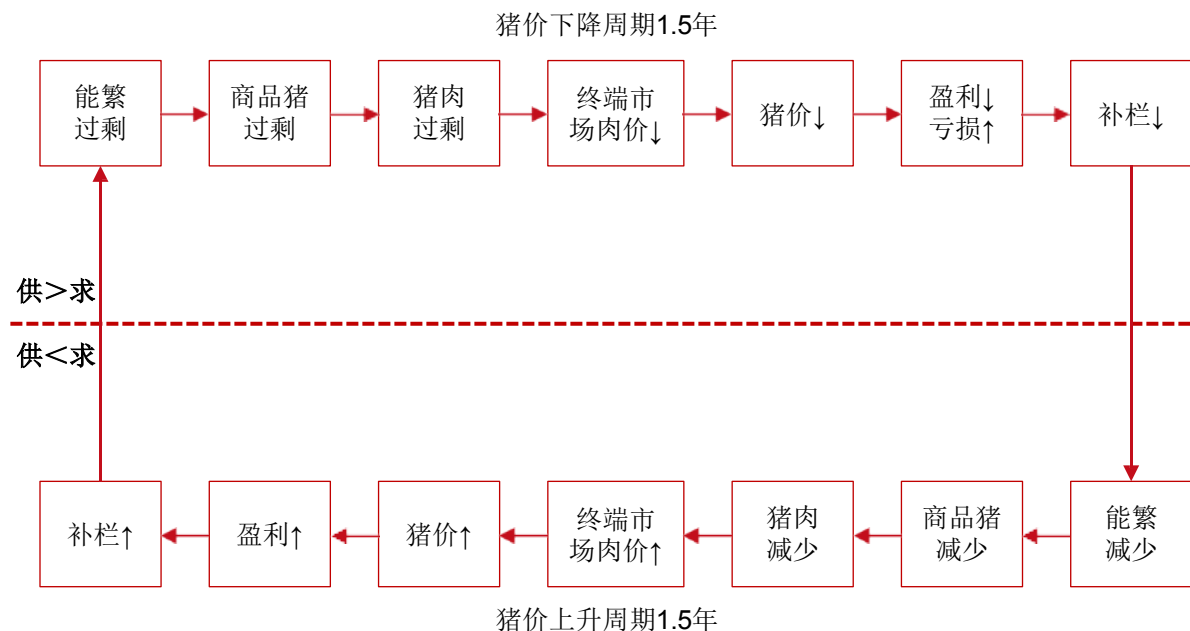 猪价下降周期1.5年
能繁
过剩
商品猪
过剩
猪肉
过剩
终端市
场肉价↓
猪价↓
盈利↓
亏损↑
补栏↓
供＞求
供＜求
补栏↑
盈利↑
猪价↑
终端市
场肉价↑
猪肉
减少
商品猪
减少
能繁
减少
猪价上升周期1.5年